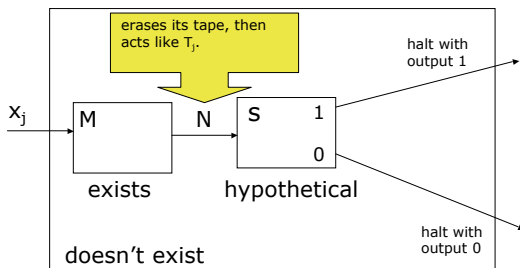 erases its tape, then
acts like Tj.
halt with
output 1
xj
M
N
S
1
0
exists
hypothetical
halt with
output 0
doesn't exist